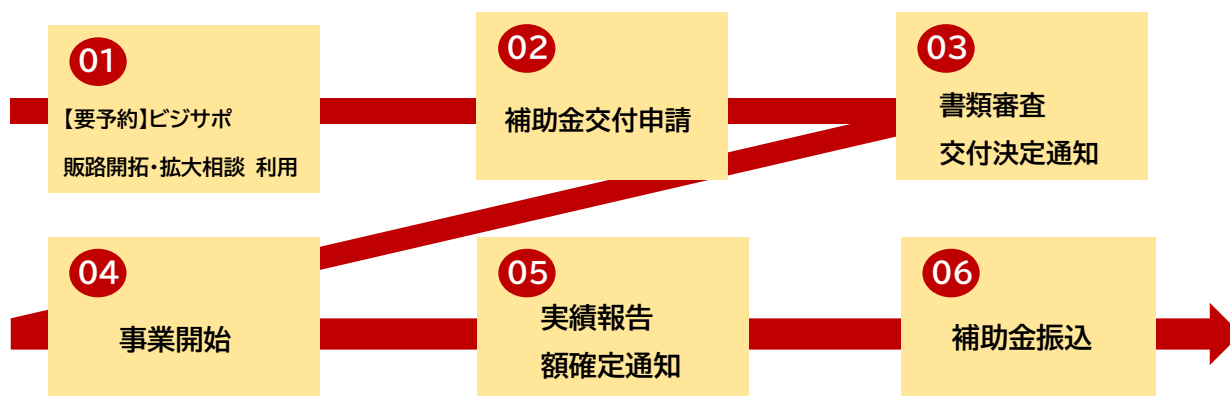 01
【要予約】ビジサポ
販路開拓・拡大相談 利用
02
補助金交付申請
03
書類審査
交付決定通知
04
事業開始
05
実績報告
額確定通知
06
補助金振込